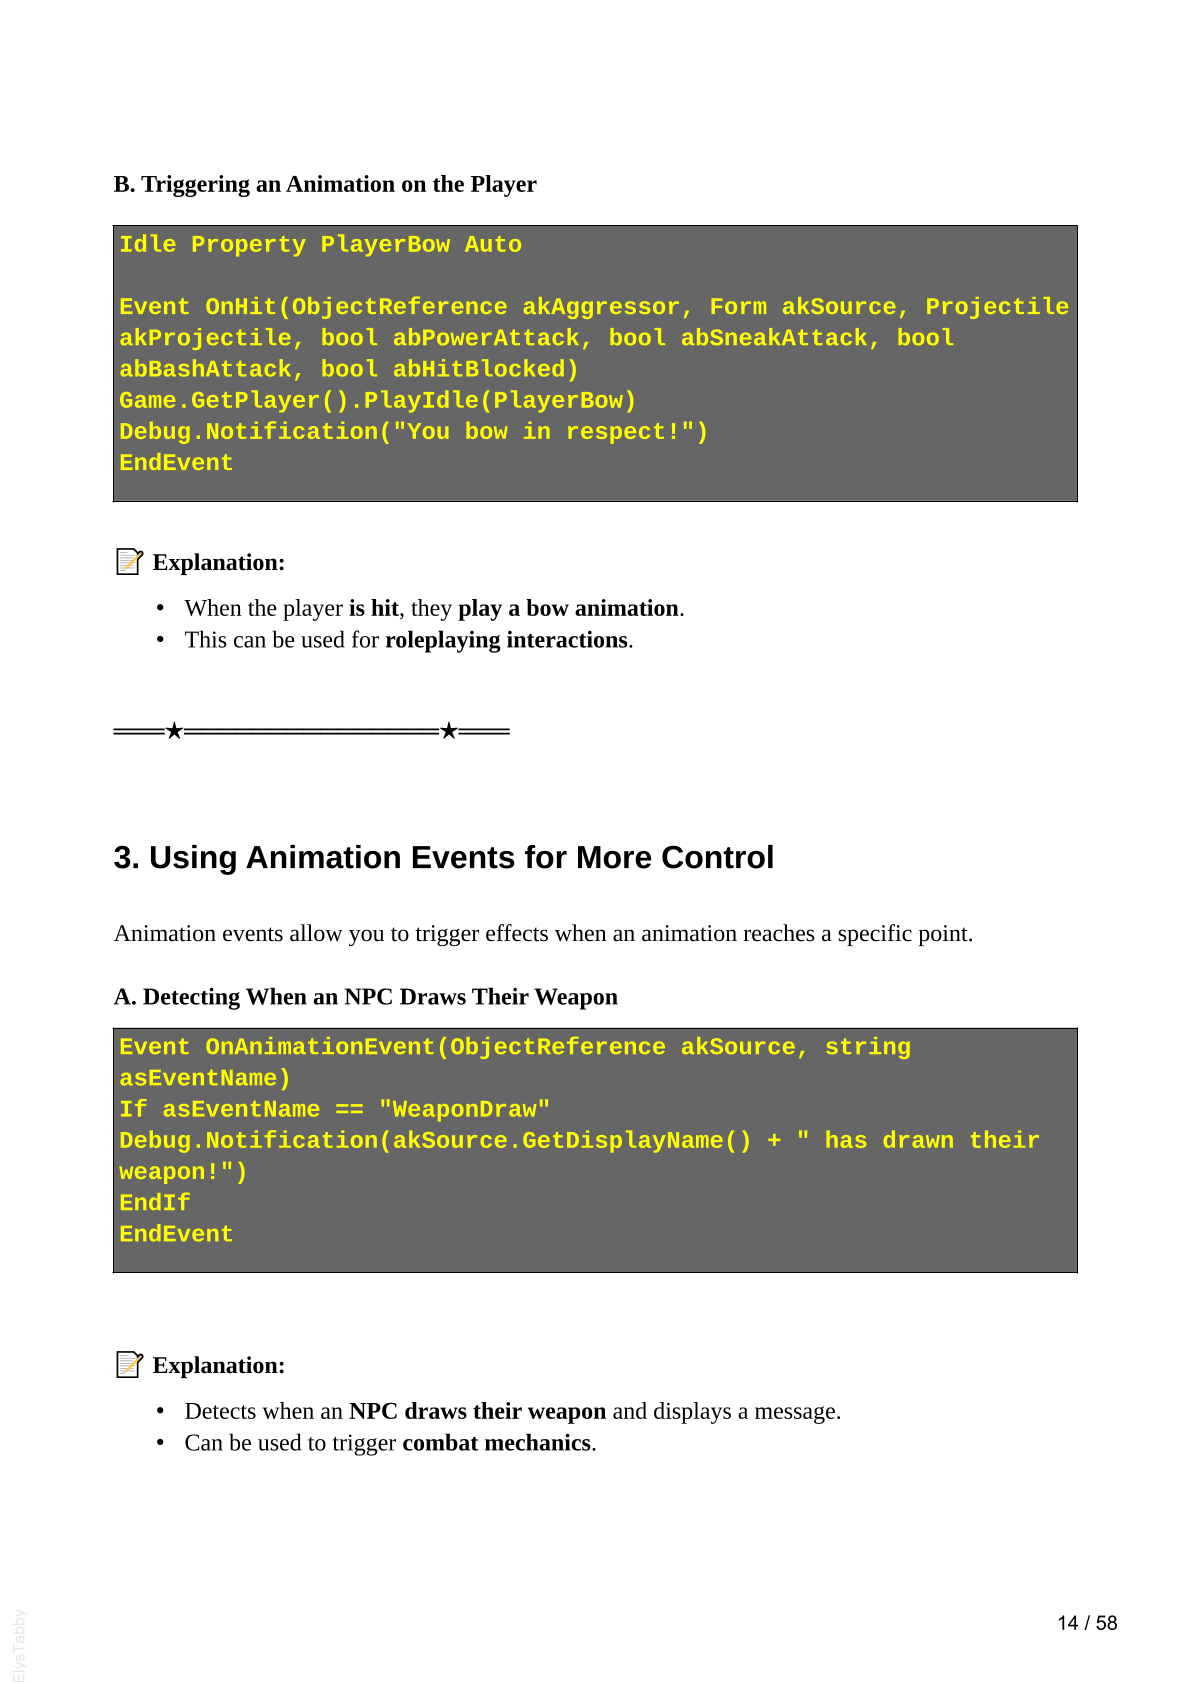 B. Triggering an Animation on the Player
Idle Property PlayerBow Auto
Event OnHit(ObjectReference akAggressor, Form akSource, Projectile
akProjectile, bool abPowerAttack, bool abSneakAttack, bool
abBashAttack, bool abHitBlocked)
Game.GetPlayer().PlayIdle(PlayerBow)
Debug.Notification("You bow in respect!")
EndEvent
📝 Explanation:
• When the player is hit, they play a bow animation.
• This can be used for roleplaying interactions.
═══★═══════════════★═══
3. Using Animation Events for More Control
Animation events allow you to trigger effects when an animation reaches a specific point.
A. Detecting When an NPC Draws Their Weapon
Event OnAnimationEvent(ObjectReference akSource, string
asEventName)
If asEventName == "WeaponDraw"
Debug.Notification(akSource.GetDisplayName() + " has drawn their
weapon!")
EndIf
EndEvent
📝 Explanation:
• Detects when an NPC draws their weapon and displays a message.
• Can be used to trigger combat mechanics.
14 / 58
ElysTabby